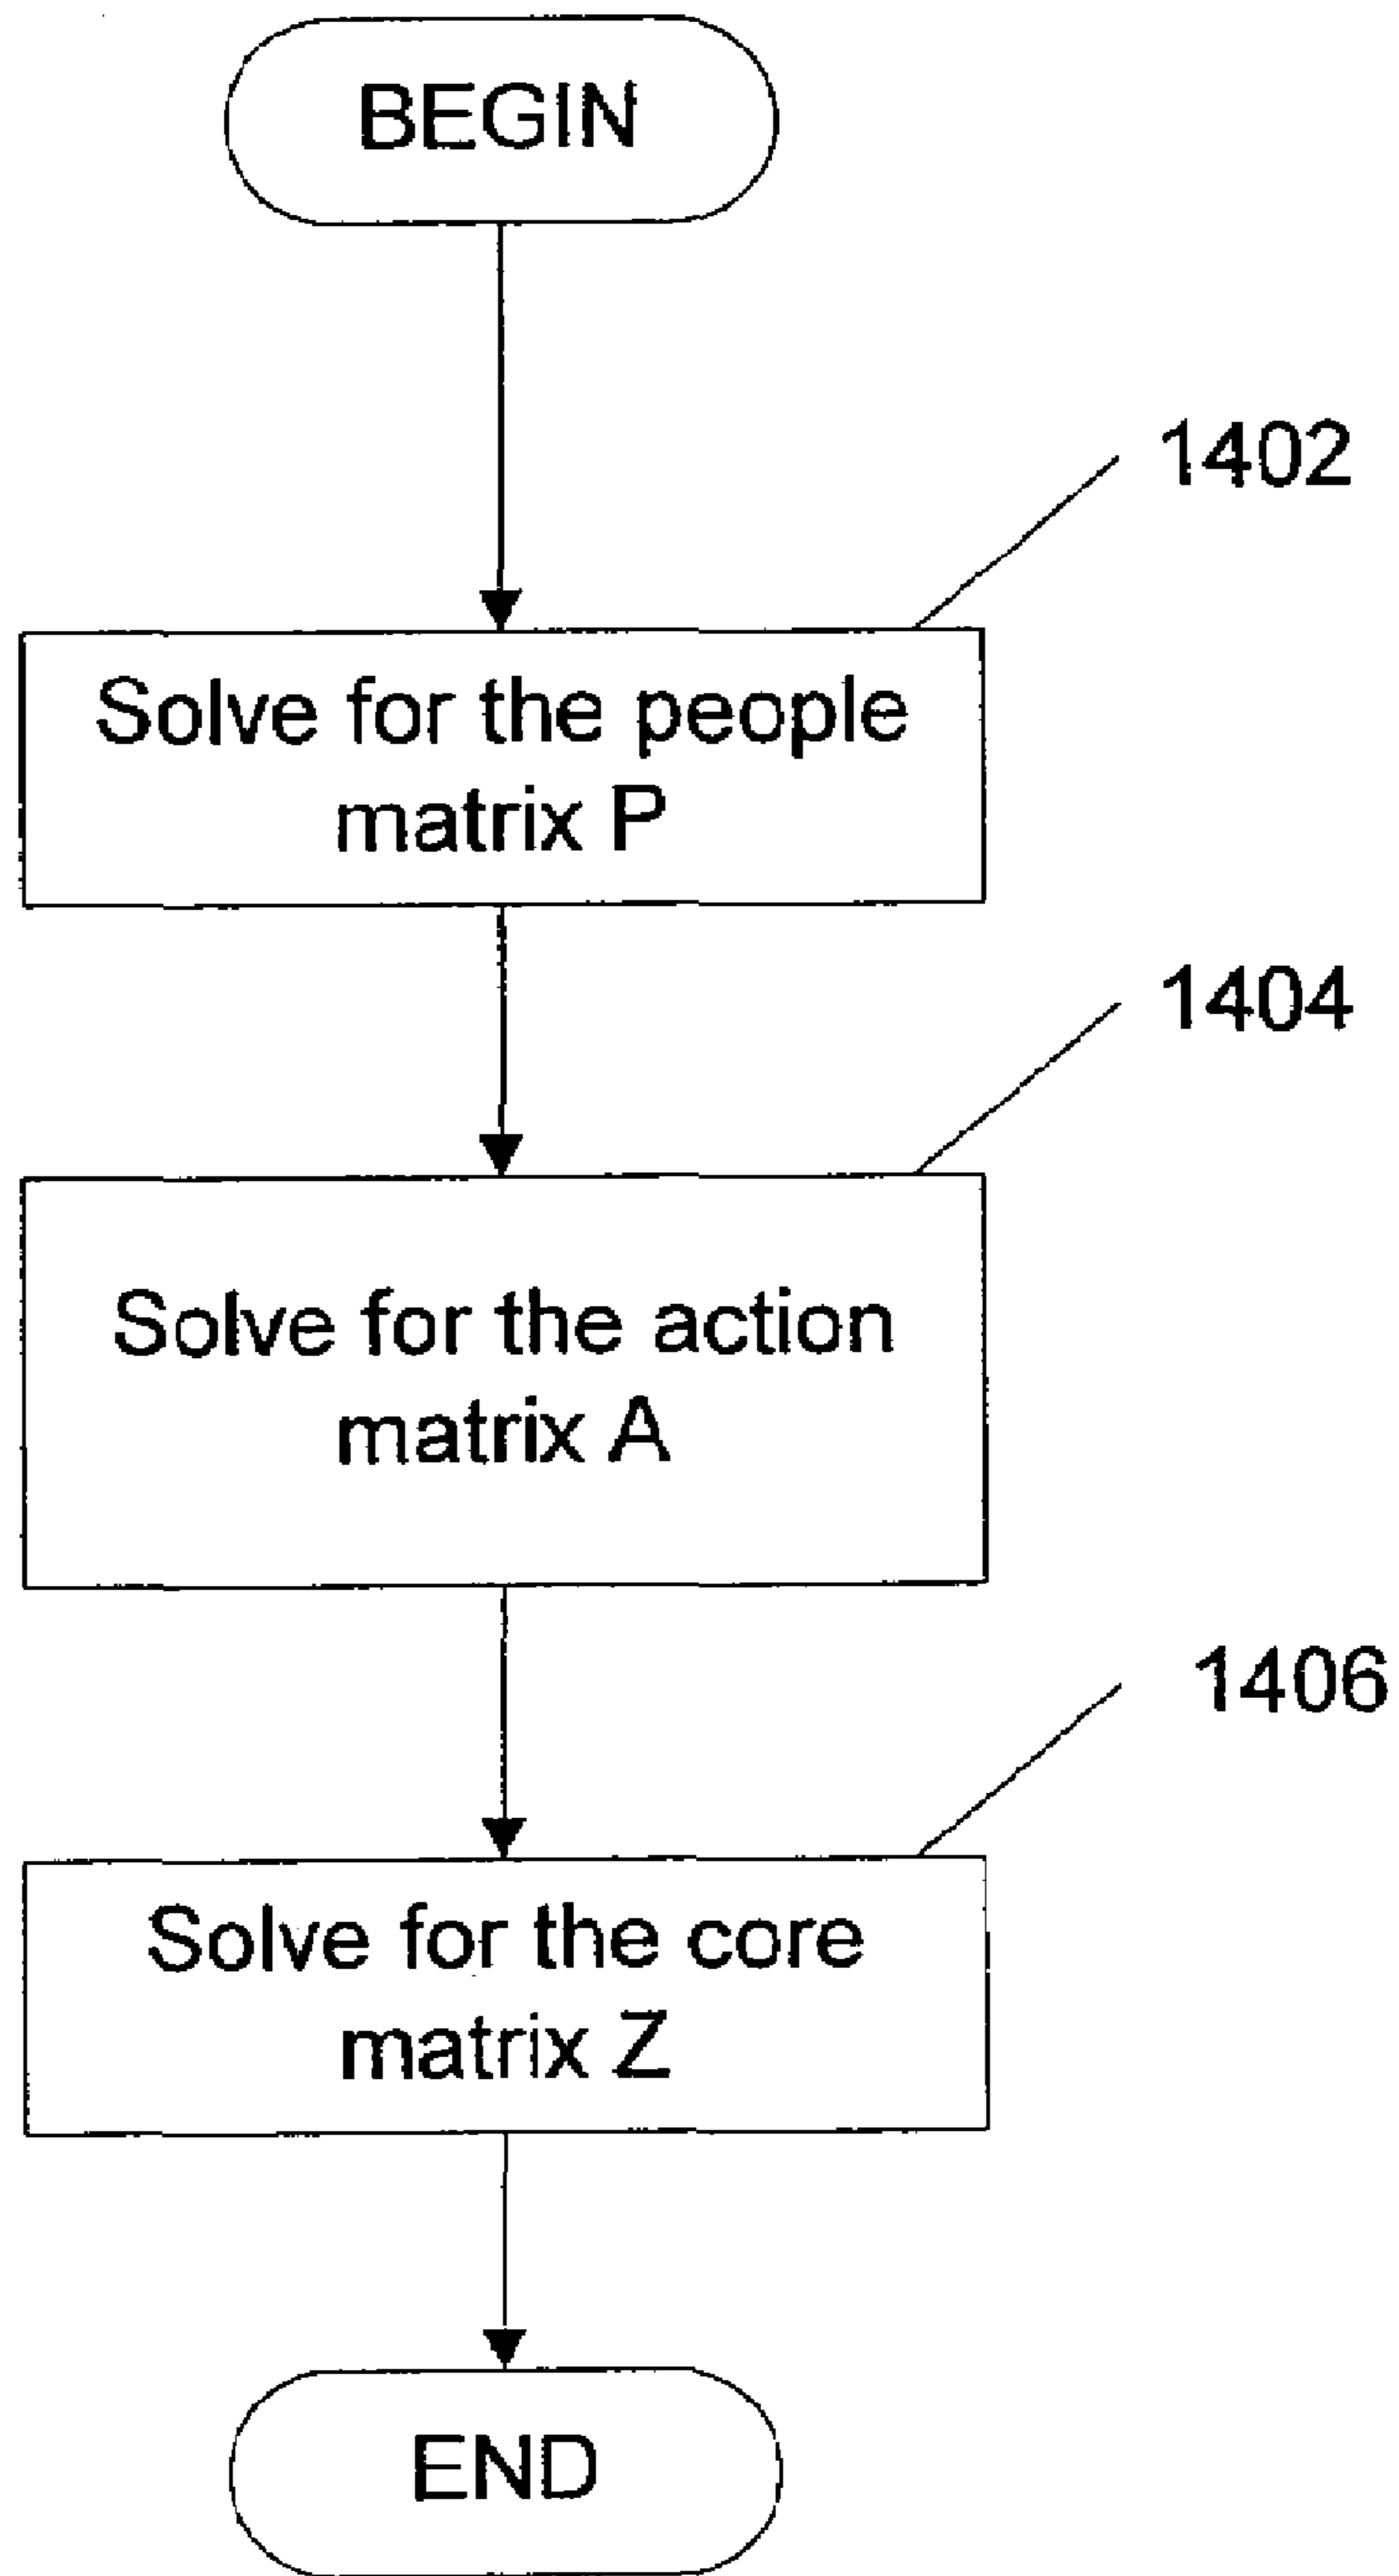 BEGIN
1402
Solve for the people
matrix P
1404
Solve for the action
matrix A
1406
Solve for the core
matrix Z
END